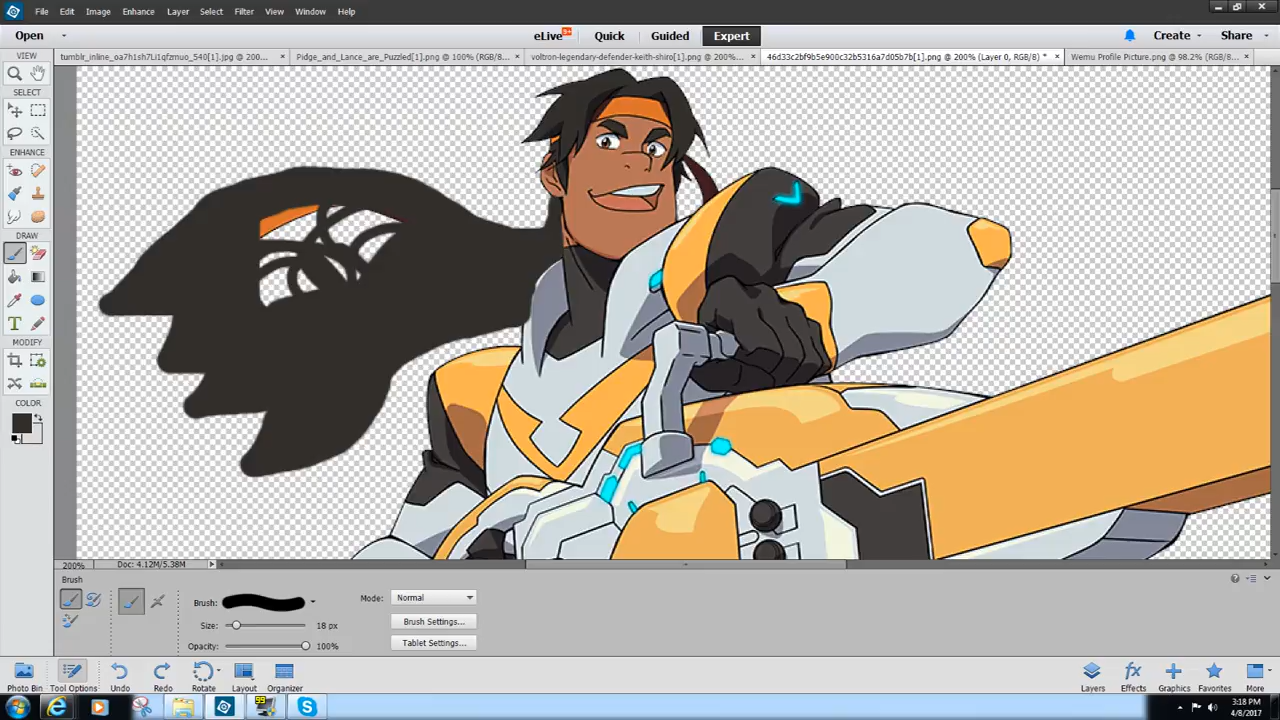 File Edit Image Enhance Layer Select Filter View Window Help
Open eLive Quick Guided Expert Create Share
tumblr_inline_oa7h1sh7Li1qfzmuo_540[1].jpg @ 200... × Pidge_and_Lance_are_Puzzled[1].png @ 100% (RGB/8... × voltron-legendary-defender-keith-shiro[1].png @ 200%... × 46d33c2bf9b5e900c32b5316a7d05b7b[1].png @ 200% (Layer 0, RGB/8) * × Wemu Profile Picture.png @ 98.2% (RGB/8... ×
VIEW
SELECT
ENHANCE
DRAW
MODIFY
200% Doc: 4.12M/5.38M
Brush
Brush: Mode: Normal
Size: 18 px Brush Settings...
Opacity: 100% Tablet Settings...
Photo Bin Tool Options Undo Redo Rotate Layout Organizer Layers Effects Graphics Favorites More
3:18 PM
4/8/2017